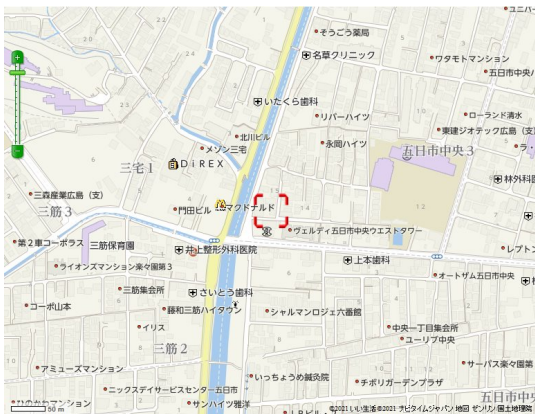 ユニバ
そうごう薬局
名草クリニック
ワタモトマンション
五日市中央ハ
いたくら歯科
リバーハイツ
ローランド清水
北川ビル
東建ジオテック広島（支）
メゾン三宅
永岡ハイツ
五日市中央3
ラ・
三宅1
DiREX
林外科医
三森産業広島（支）
三筋3
門田ビル
マクドナルド
ヴェルディ五日市中央ウエストタワー
第2車コーポラス
三筋保育園
井上整形外科医院
レプトン
ライオンズマンション楽々園第3
上本歯科
三筋集会所
さいとう歯科
オートザム五日市中央
コーポ山本
藤和三筋ハイタウン
シャルマンロジェ六番館
イリス
中央一丁目集会所
ユーリブ中央
三筋2
アミューズマンション
いっちょうめ鍼灸院
サーパス楽々園第
ニックスデイサービスセンター五日市
チボリガーデンプラザ
五日市中
サンハイツ雅洋
50 m
©2021 いい生活 ©2021 ナビタイムジャパン 地図 ゼンリン/国土地理院